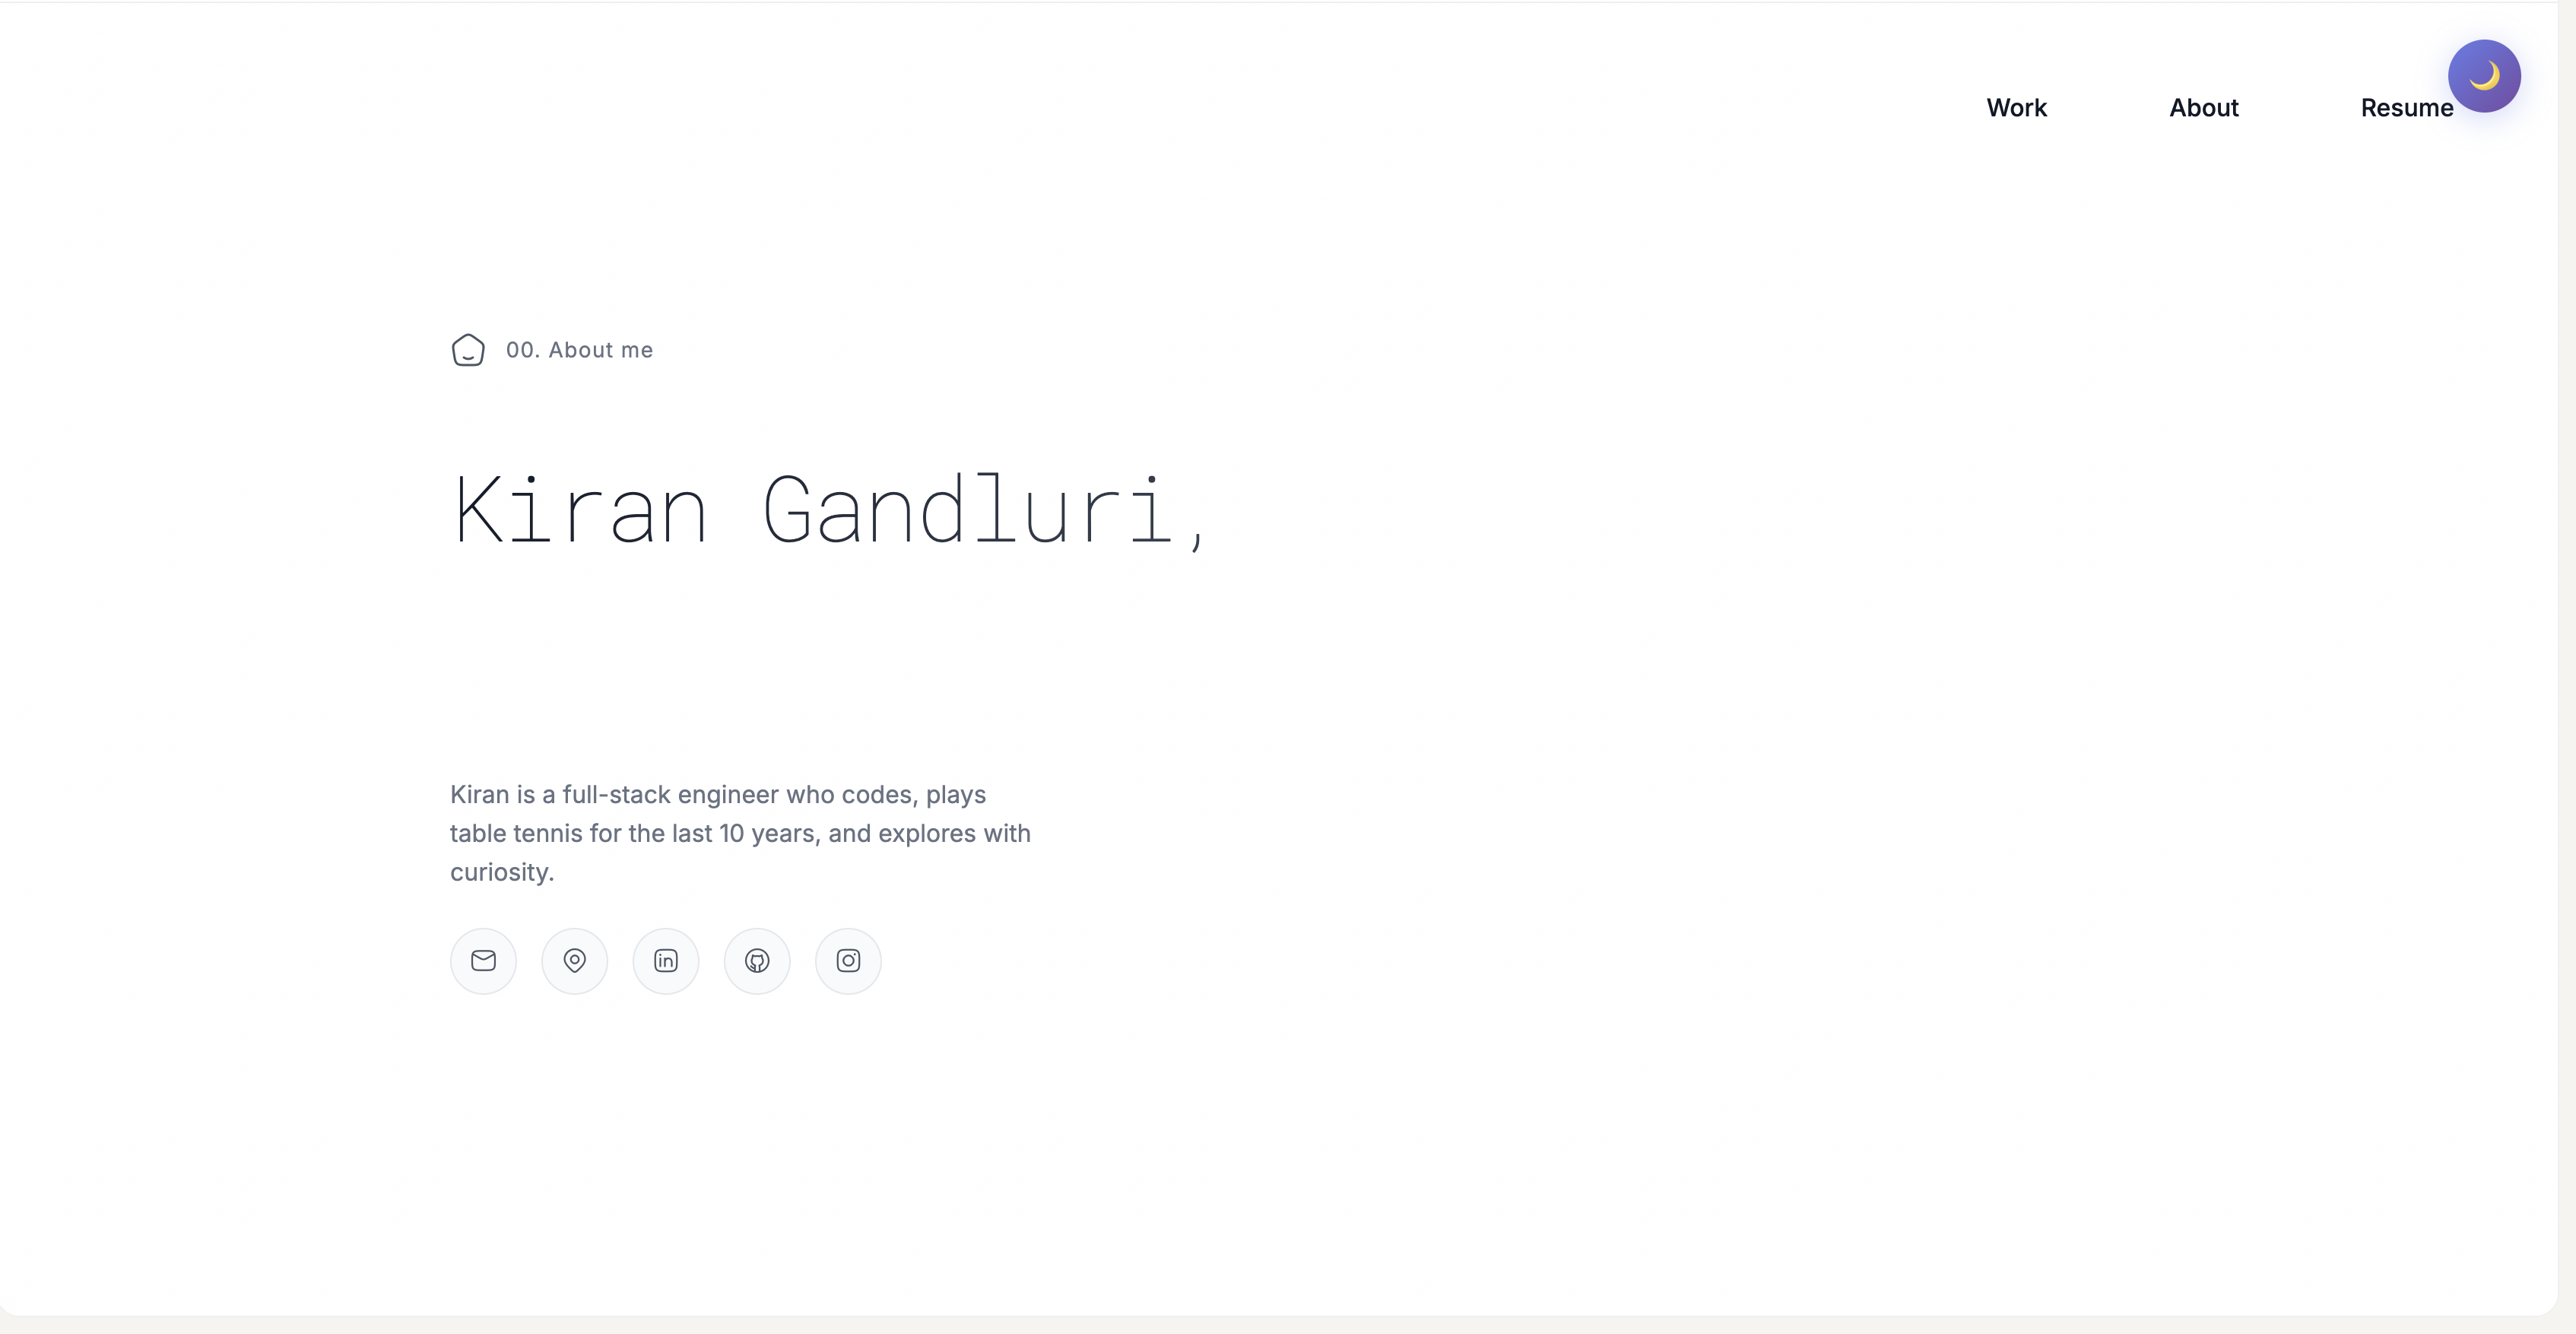 Work
About
Resume
00. About me
Kiran Gandluri,
Kiran is a full-stack engineer who codes, plays
table tennis for the last 10 years, and explores with
curiosity.